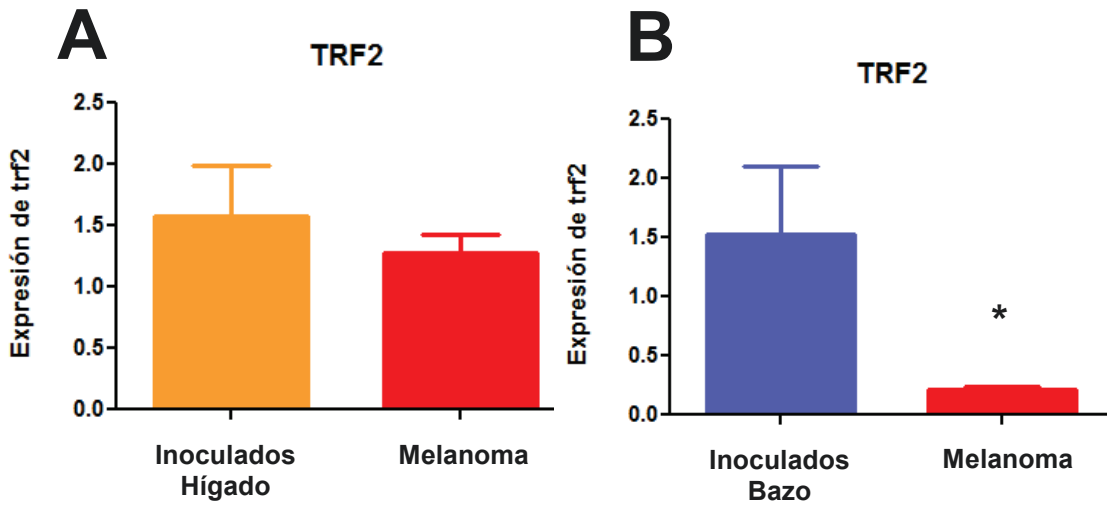 A
TRF2
Expresión de trf2
2.5
2.0
1.5
1.0
0.5
0.0
Inoculados
Hígado
Melanoma
B
TRF2
Expresión de trf2
2.5
2.0
1.5
1.0
0.5
0.0
*
Inoculados
Bazo
Melanoma